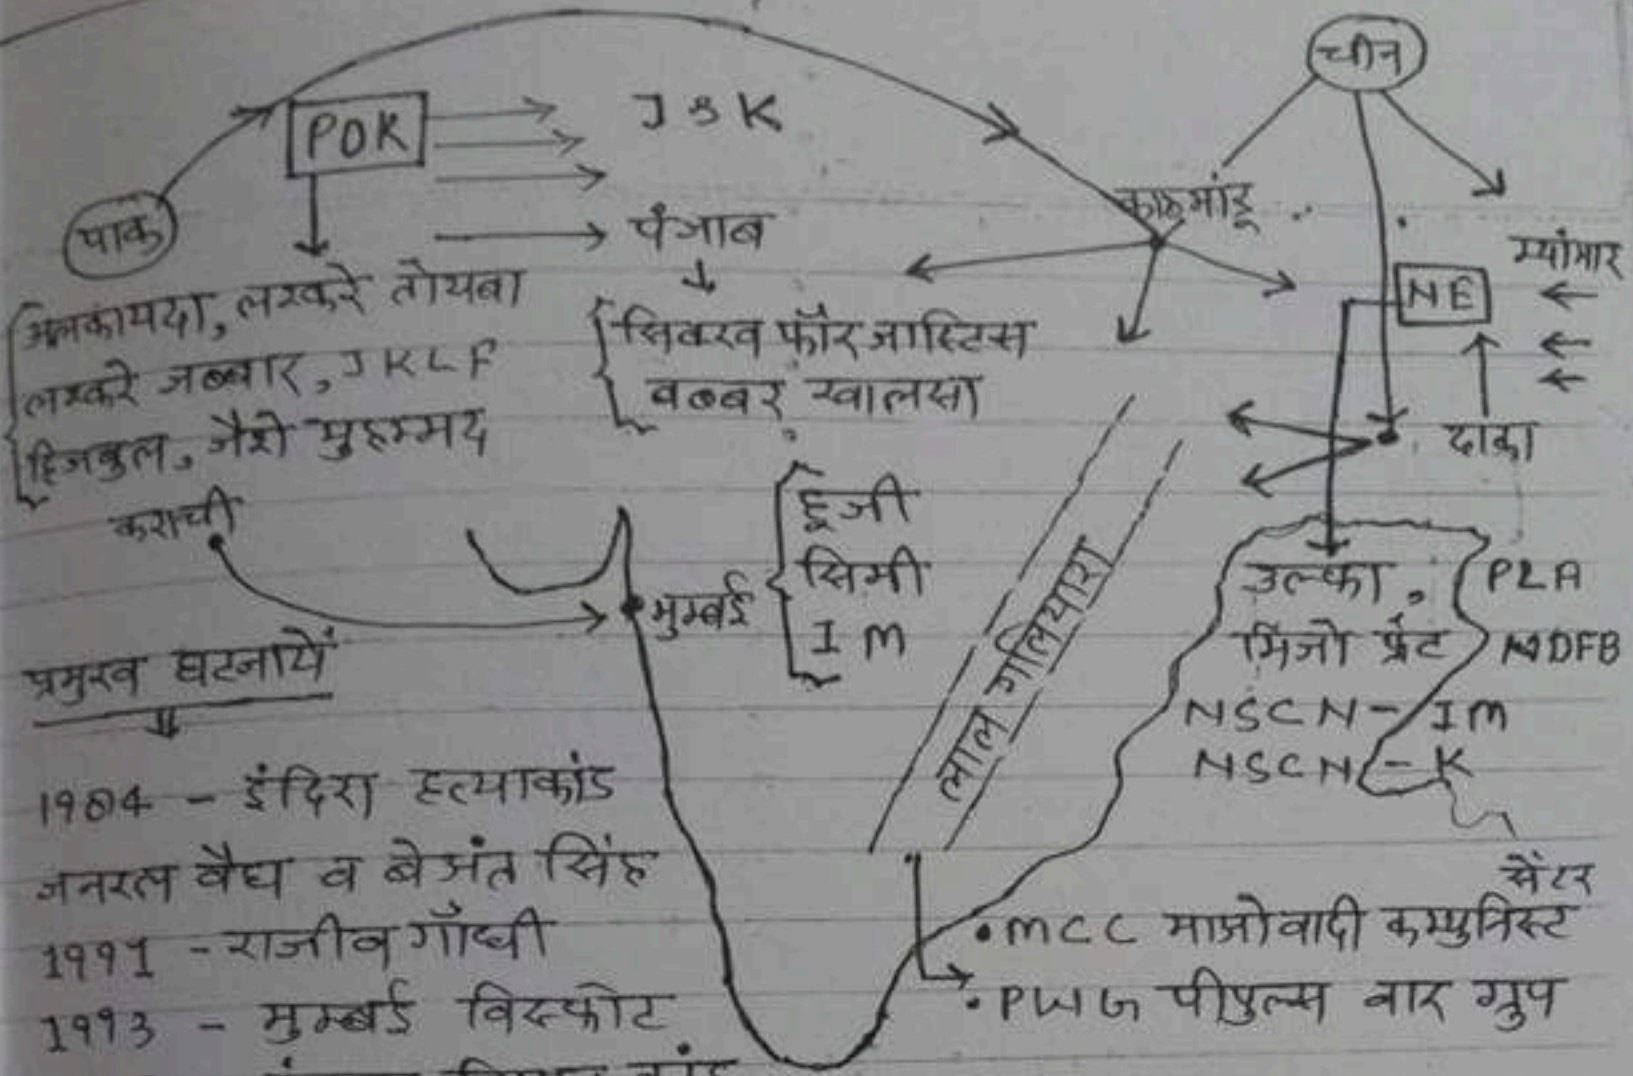 चीन
POK
J & K
पाक
काठमांडू
पंजाब
म्यांमार
NE
अलकायदा, लश्करे तोयबा
लश्करे जब्बार, JKLF
हिजबुल, जैशे मुहम्मद
सिक्ख फॉर जास्टिस
बब्बर खालसा
ढाका
कराची
मुम्बई
हूजी
सिमी
IM
लाल गलियारा
उल्फा,
मिजो फ्रंट
NSCN - IM
NSCN - K
PLA
NDFB
प्रमुख घटनायें
1984 - इंदिरा हत्याकांड
जनरल वैद्य व बेअंत सिंह
1991 - राजीव गाँधी
1993 - मुम्बई विस्फोट
सेंटर
• MCC माओवादी कम्युनिस्ट
• PWG पीपुल्स वार ग्रुप